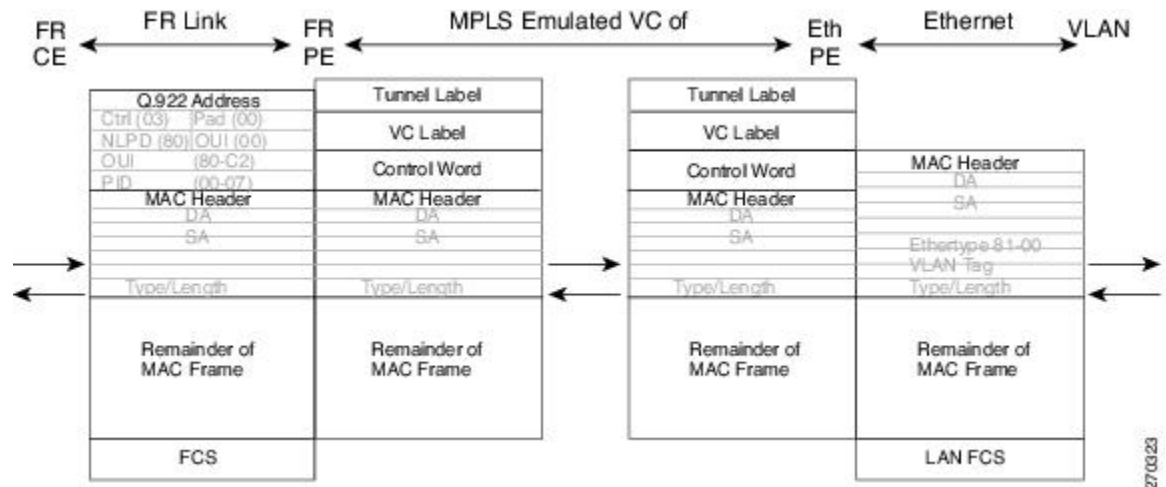 FR Link
MPLS Emulated VC of
Ethernet
FR CE
FR PE
Eth PE
VLAN
Q.922 Address
Ctrl (03) Pad (00)
NLPD (80) OUI (00)
OUI (80-C2)
PID (00-07)
MAC Header
DA
SA
Type/Length
Remainder of
MAC Frame
FCS
Tunnel Label
VC Label
Control Word
MAC Header
DA
SA
Type/Length
Remainder of
MAC Frame
Tunnel Label
VC Label
Control Word
MAC Header
DA
SA
Type/Length
Remainder of
MAC Frame
MAC Header
DA
SA
Ethertype 81-00
VLAN Tag
Type/Length
Remainder of
MAC Frame
LAN FCS
270323